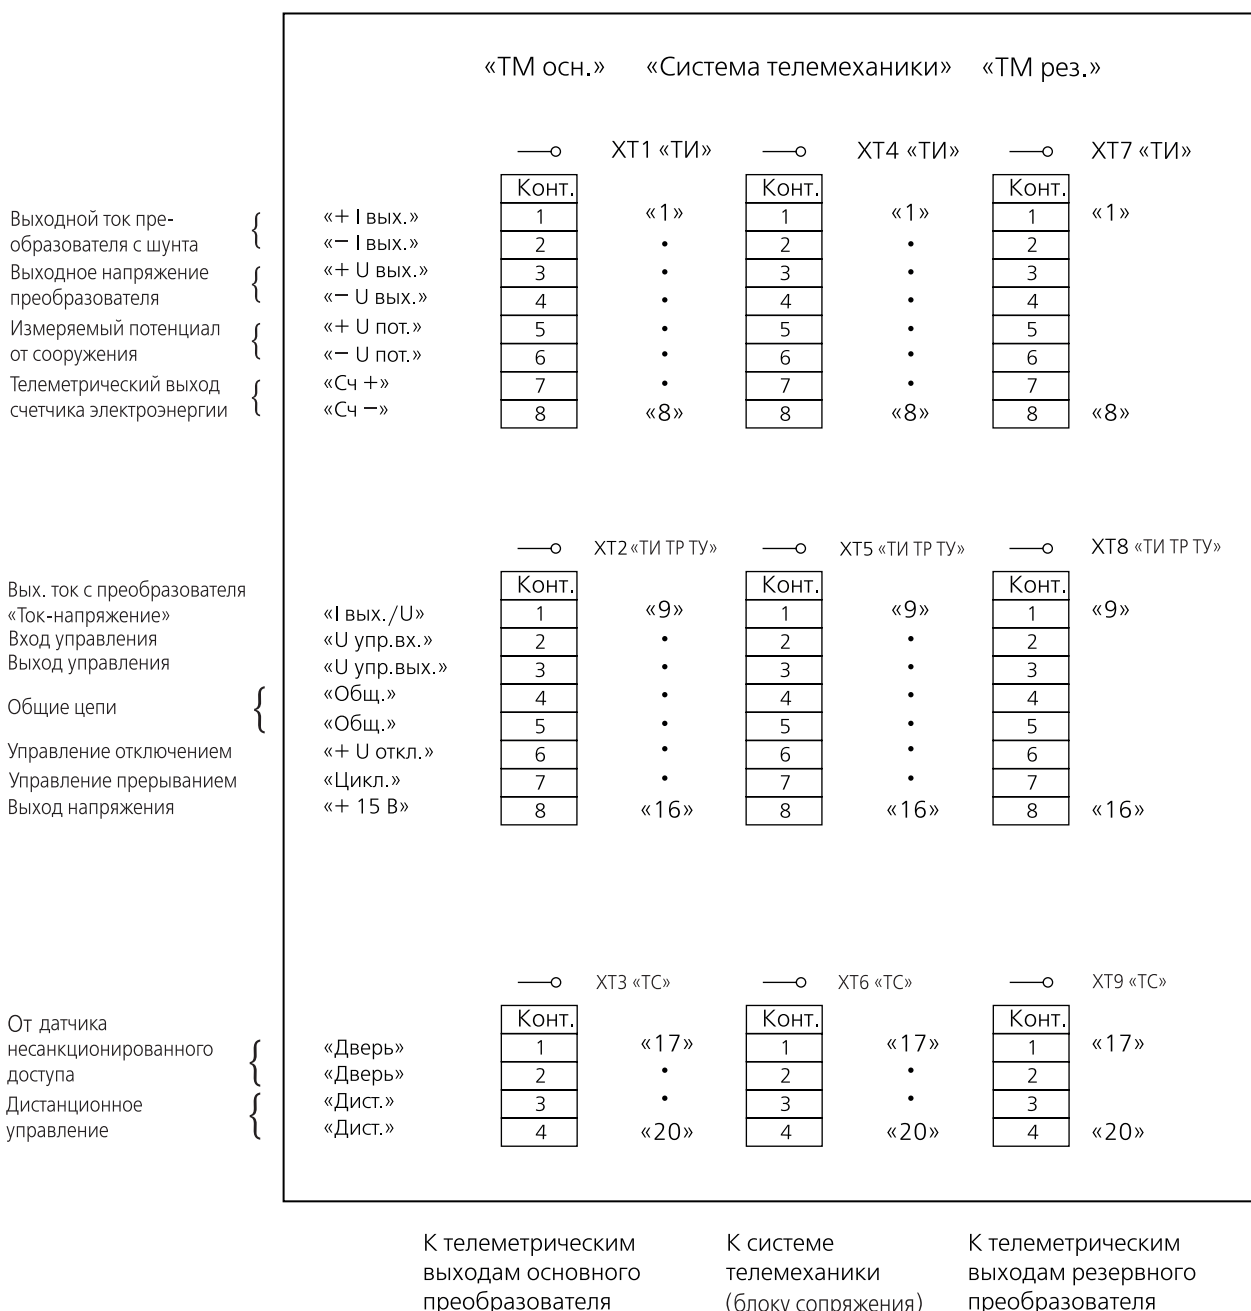 «ТМ осн.» «Система телемеханики» «ТМ рез.»
XT1 «ТИ» XT4 «ТИ» XT7 «ТИ»
Конт. Конт. Конт.
Выходной ток пре-
образователя с шунта
«+ I вых.» 1 «1» 1 «1» 1 «1»
«− I вых.» 2 • 2 • 2
Выходное напряжение
преобразователя
«+ U вых.» 3 • 3 • 3
«− U вых.» 4 • 4 • 4
Измеряемый потенциал
от сооружения
«+ U пот.» 5 • 5 • 5
«− U пот.» 6 • 6 • 6
Телеметрический выход
счетчика электроэнергии
«Сч +» 7 • 7 • 7
«Сч −» 8 «8» 8 «8» 8 «8»
XT2 «ТИ ТР ТУ» XT5 «ТИ ТР ТУ» XT8 «ТИ ТР ТУ»
Конт. Конт. Конт.
Вых. ток с преобразователя
«Ток-напряжение» «I вых./U» 1 «9» 1 «9» 1 «9»
Вход управления «U упр.вх.» 2 • 2 • 2
Выход управления «U упр.вых.» 3 • 3 • 3
Общие цепи
«Общ.» 4 • 4 • 4
«Общ.» 5 • 5 • 5
Управление отключением «+ U откл.» 6 • 6 • 6
Управление прерыванием «Цикл.» 7 • 7 • 7
Выход напряжения «+ 15 В» 8 «16» 8 «16» 8 «16»
XT3 «ТС» XT6 «ТС» XT9 «ТС»
Конт. Конт. Конт.
От датчика
несанкционированного
доступа
«Дверь» 1 «17» 1 «17» 1 «17»
«Дверь» 2 • 2 • 2
Дистанционное
управление
«Дист.» 3 • 3 • 3
«Дист.» 4 «20» 4 «20» 4 «20»
К телеметрическим
выходам основного
преобразователя
К системе
телемеханики
(блоку сопряжения)
К телеметрическим
выходам резервного
преобразователя